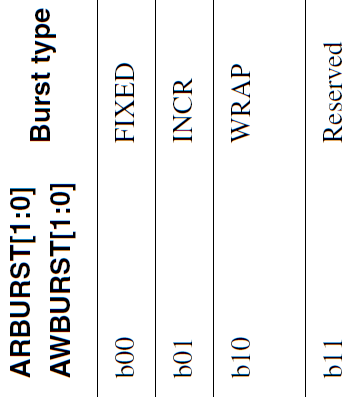 ARBURST[1:0]
AWBURST[1:0] Burst type
b00 FIXED
b01 INCR
b10 WRAP
b11 Reserved